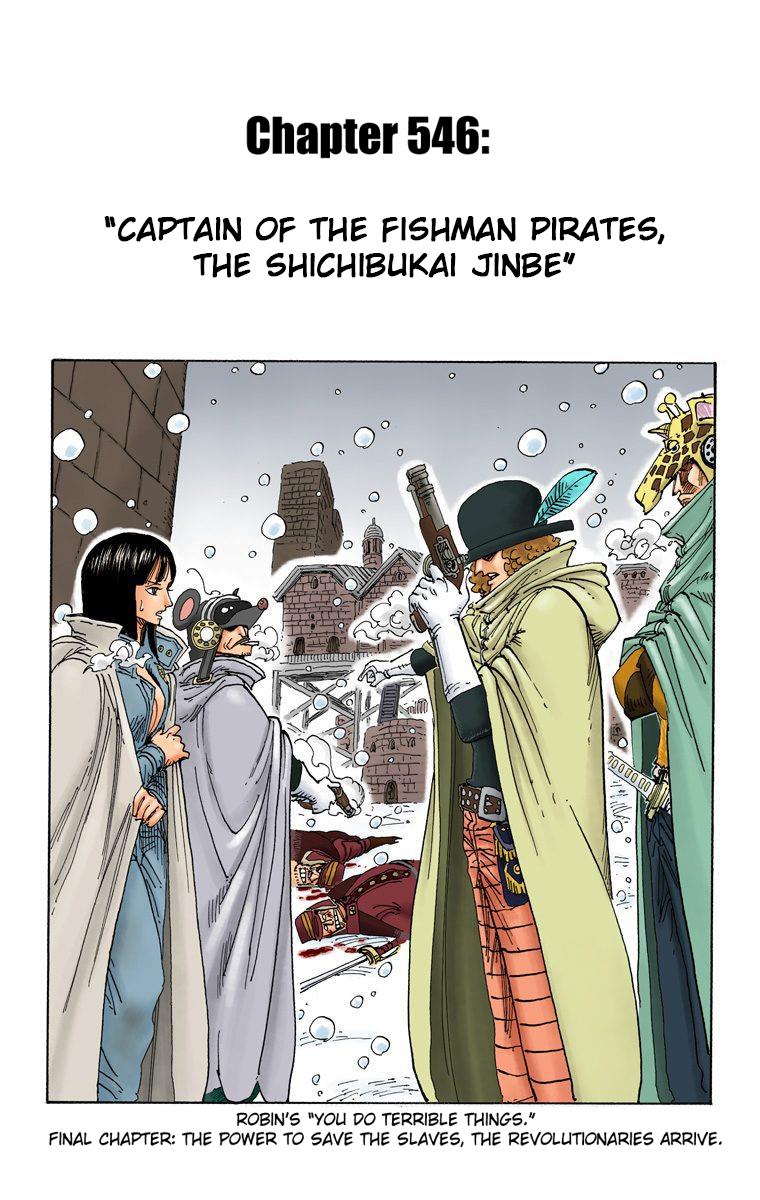 Chapter 546:
"CAPTAIN OF THE FISHMAN PIRATES,
THE SHICHIBUKAI JINBE"
ROBIN'S "YOU DO TERRIBLE THINGS."
FINAL CHAPTER: THE POWER TO SAVE THE SLAVES, THE REVOLUTIONARIES ARRIVE.